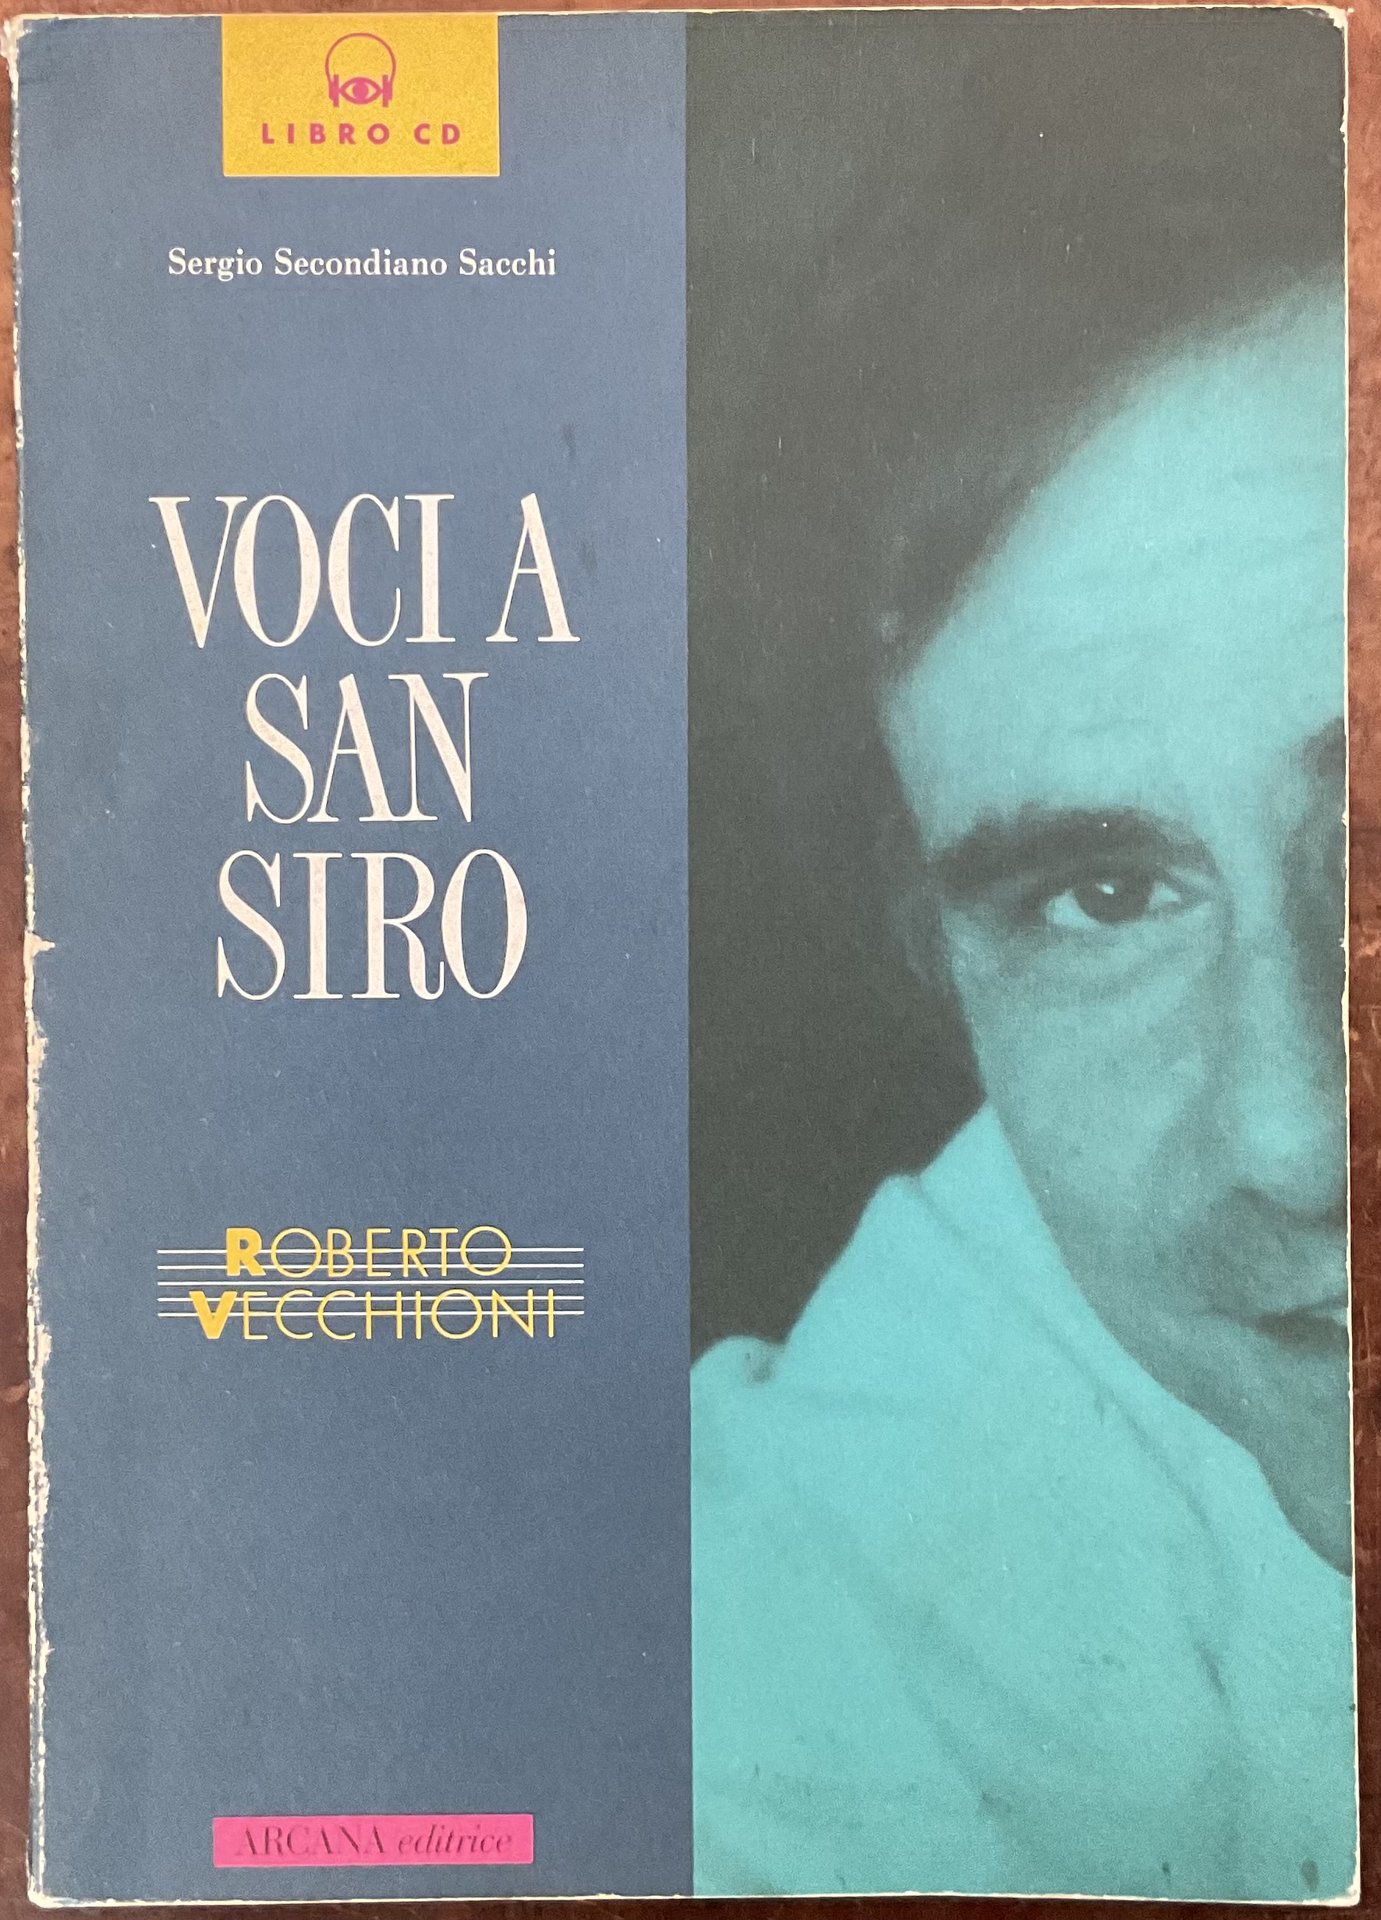 LIBRO CD
Sergio Secondiano Sacchi
VOCI A
SAN
SIRO
ROBERTO
VECCHIONI
ARCANA editrice